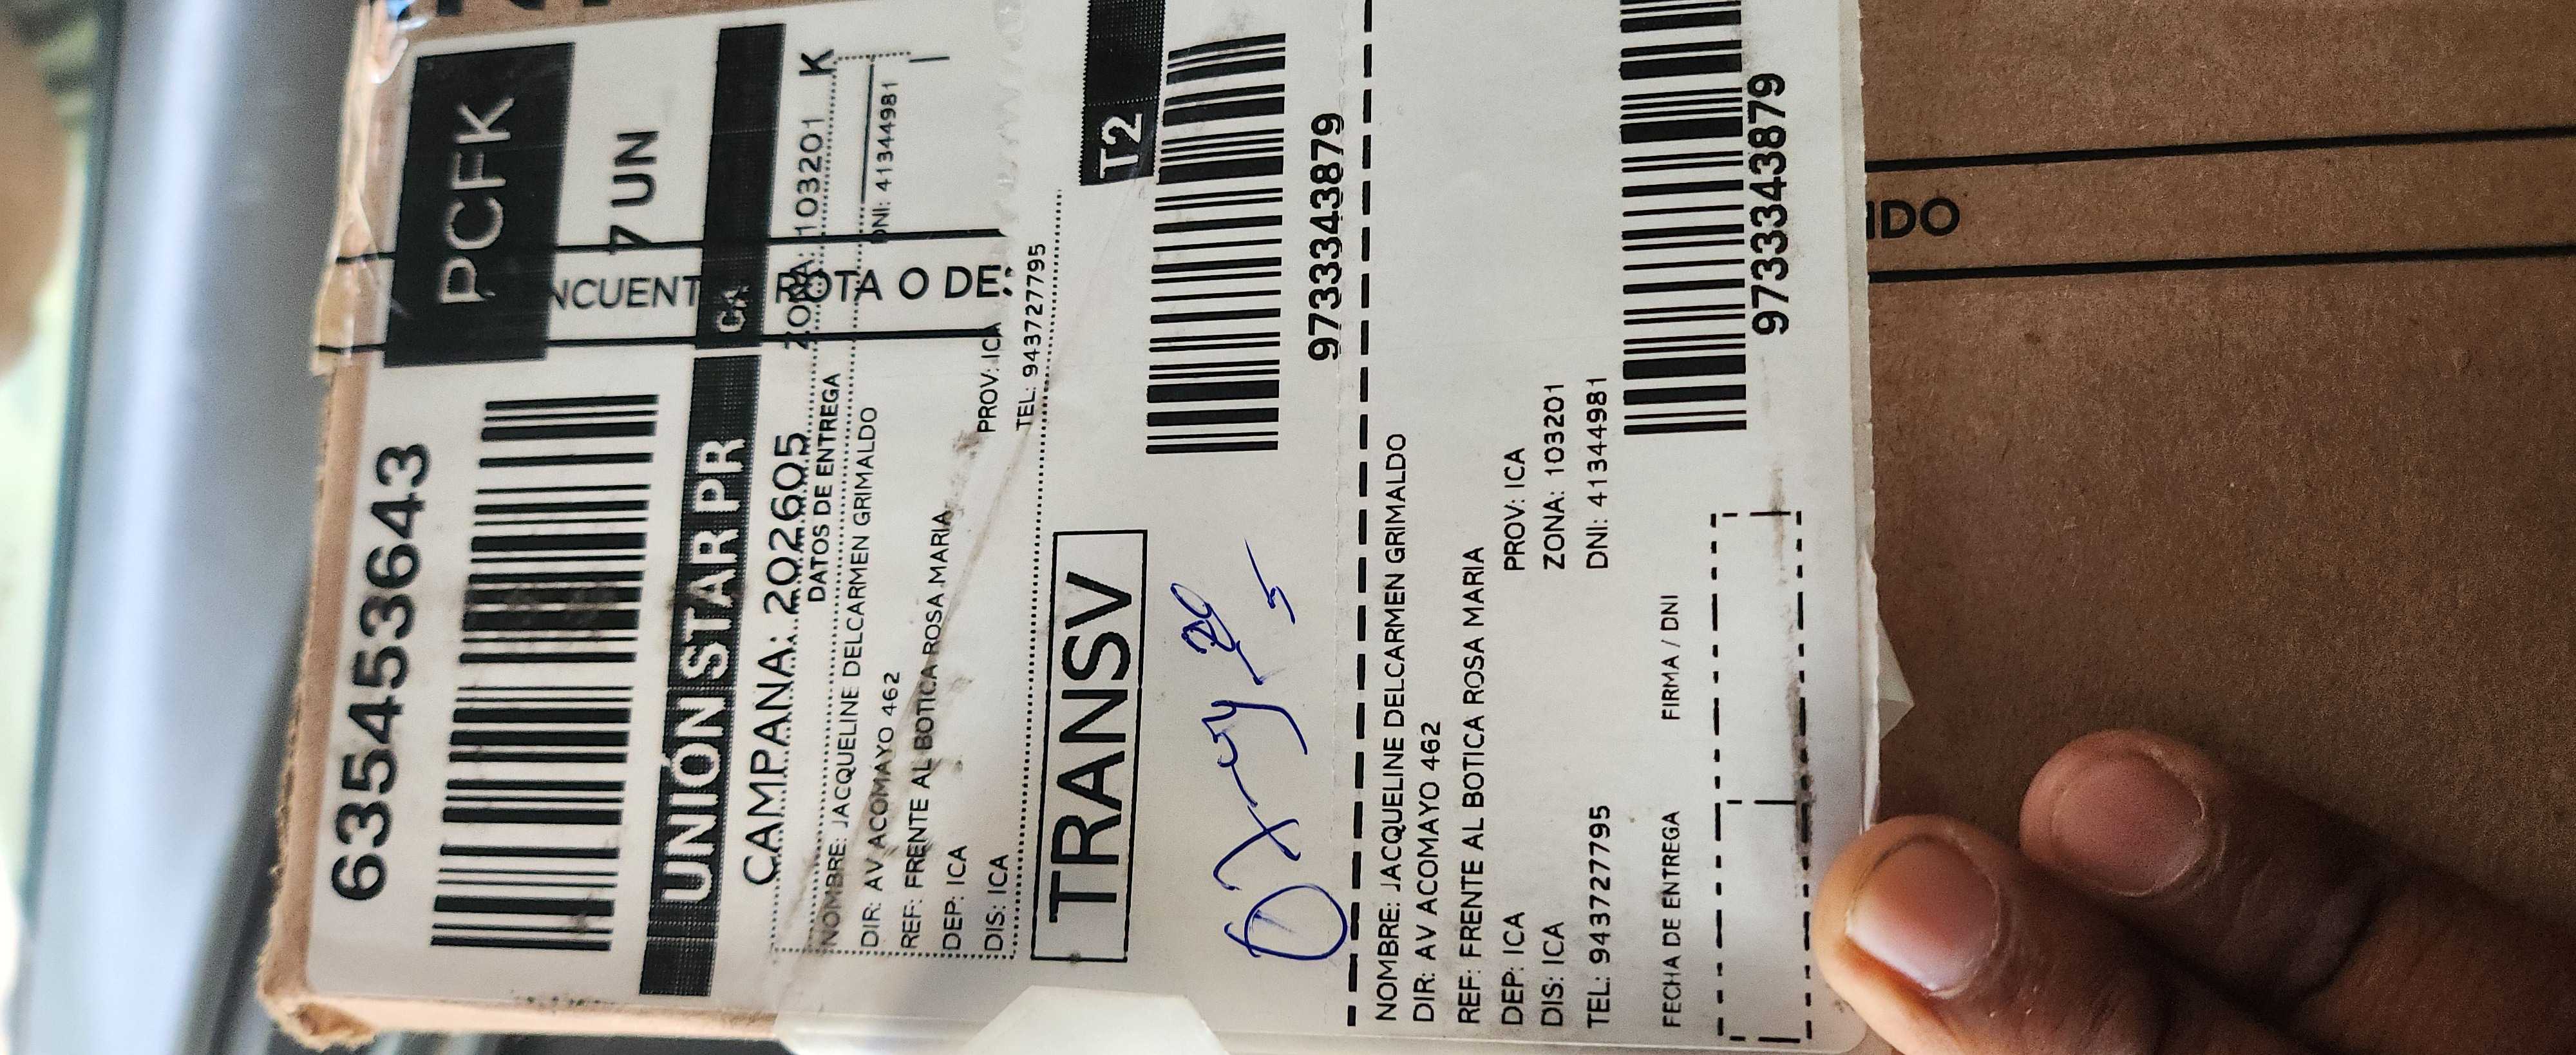 6354453643
PCFK
7 UN
NCUENT
ROTA O DE
UNIÓN STAR PR
CAMPANA: 202605
ZONA: 103201 K
DATOS DE ENTREGA
NOMBRE: JACQUELINE DELCARMEN GRIMALDO
DNI: 41344981
DIR: AV ACOMAYO 462
REF: FRENTE AL BOTICA ROSA MARIA
DEP: ICA
PROV: ICA
DIS: ICA
TEL: 943727795
TRANSV
T2
9733343879
NOMBRE: JACQUELINE DELCARMEN GRIMALDO
DIR: AV ACOMAYO 462
REF: FRENTE AL BOTICA ROSA MARIA
DEP: ICA
PROV: ICA
DIS: ICA
ZONA: 103201
TEL: 943727795
DNI: 41344981
FECHA DE ENTREGA
FIRMA / DNI
9733343879
IDO